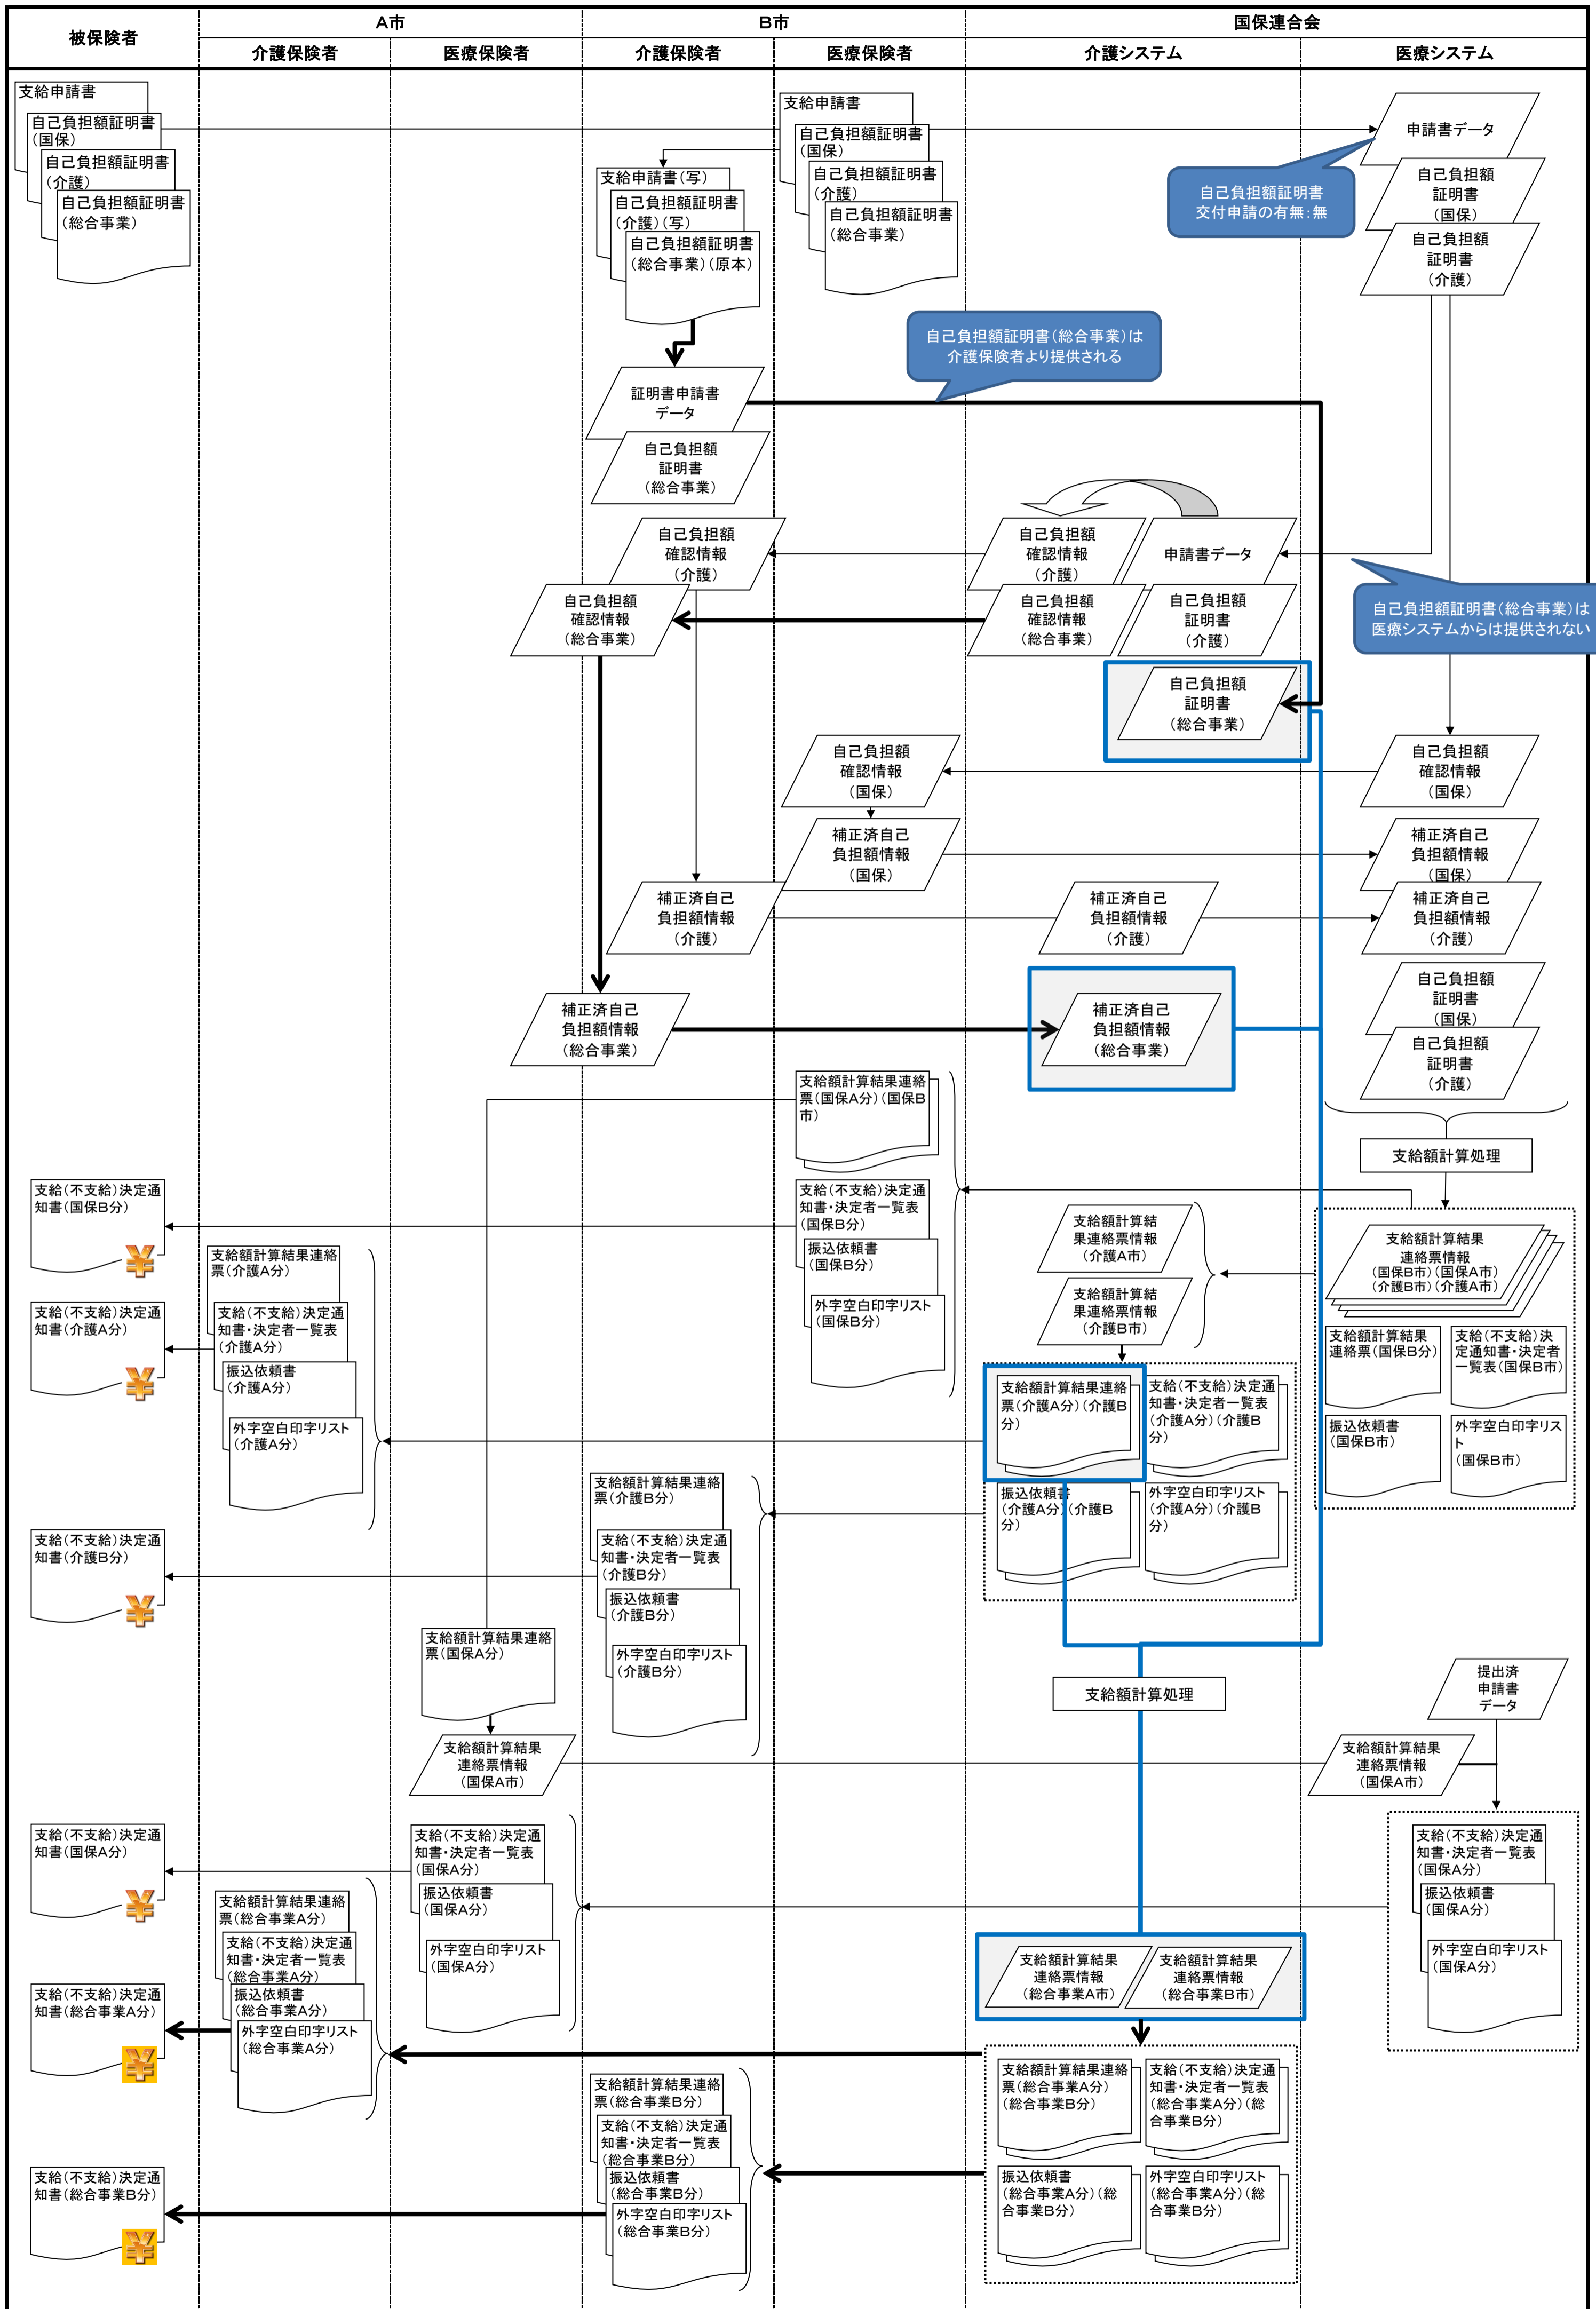 被保険者
A市
B市
国保連合会
介護保険者
医療保険者
介護保険者
医療保険者
介護システム
医療システム
支給申請書
自己負担額証明書
(国保)
自己負担額証明書
(介護)
自己負担額証明書
(総合事業)
支給申請書(写)
自己負担額証明書
(介護)(写)
自己負担額証明書
(総合事業)(原本)
支給申請書
自己負担額証明書
(国保)
自己負担額証明書
(介護)
自己負担額証明書
(総合事業)
申請書データ
自己負担額
証明書
(国保)
自己負担額
証明書
(介護)
自己負担額証明書
交付申請の有無:無
自己負担額証明書(総合事業)は
介護保険者より提供される
証明書申請書
データ
自己負担額
証明書
(総合事業)
自己負担額
確認情報
(介護)
自己負担額
確認情報
(介護)
申請書データ
自己負担額
確認情報
(総合事業)
自己負担額
確認情報
(総合事業)
自己負担額
証明書
(介護)
自己負担額証明書(総合事業)は
医療システムからは提供されない
自己負担額
証明書
(総合事業)
自己負担額
確認情報
(国保)
自己負担額
確認情報
(国保)
補正済自己
負担額情報
(国保)
補正済自己
負担額情報
(国保)
補正済自己
負担額情報
(介護)
補正済自己
負担額情報
(介護)
補正済自己
負担額情報
(介護)
自己負担額
証明書
(国保)
自己負担額
証明書
(介護)
補正済自己
負担額情報
(総合事業)
補正済自己
負担額情報
(総合事業)
支給額計算結果連絡
票(国保A分)(国保B
市)
支給額計算処理
支給(不支給)決定通
知書(国保B分)
支給(不支給)決定通
知書・決定者一覧表
(国保B分)
振込依頼書
(国保B分)
外字空白印字リスト
(国保B分)
支給額計算結
果連絡票情報
(介護A市)
支給額計算結
果連絡票情報
(介護B市)
支給額計算結果
連絡票情報
(国保B市)(国保A市)
(介護B市)(介護A市)
支給額計算結果
連絡票(国保B分)
支給(不支給)決
定通知書・決定者
一覧表(国保B市)
振込依頼書
(国保B市)
外字空白印字リス
ト
(国保B市)
支給額計算結果連絡
票(介護A分)
支給(不支給)決定通
知書・決定者一覧表
(介護A分)
振込依頼書
(介護A分)
外字空白印字リスト
(介護A分)
支給(不支給)決定通
知書(介護A分)
支給額計算結果連絡
票(介護A分)(介護B
分)
支給(不支給)決定通
知書・決定者一覧表
(介護A分)(介護B
分)
振込依頼書
(介護A分)(介護B
分)
外字空白印字リスト
(介護A分)(介護B
分)
支給額計算結果連絡
票(介護B分)
支給(不支給)決定通
知書・決定者一覧表
(介護B分)
振込依頼書
(介護B分)
外字空白印字リスト
(介護B分)
支給(不支給)決定通
知書(介護B分)
支給額計算結果連絡
票(国保A分)
支給額計算処理
提出済
申請書
データ
支給額計算結果
連絡票情報
(国保A市)
支給額計算結果
連絡票情報
(国保A市)
支給(不支給)決定通
知書(国保A分)
支給(不支給)決定通
知書・決定者一覧表
(国保A分)
振込依頼書
(国保A分)
外字空白印字リスト
(国保A分)
支給(不支給)決定通
知書・決定者一覧表
(国保A分)
振込依頼書
(国保A分)
外字空白印字リスト
(国保A分)
支給額計算結果連絡
票(総合事業A分)
支給(不支給)決定通
知書・決定者一覧表
(総合事業A分)
振込依頼書
(総合事業A分)
外字空白印字リスト
(総合事業A分)
支給額計算結果
連絡票情報
(総合事業A市)
支給額計算結果
連絡票情報
(総合事業B市)
支給(不支給)決定通
知書(総合事業A分)
支給額計算結果連絡
票(総合事業A分)
(総合事業B分)
支給(不支給)決定通
知書・決定者一覧表
(総合事業A分)(総
合事業B分)
振込依頼書
(総合事業A分)(総
合事業B分)
外字空白印字リスト
(総合事業A分)(総
合事業B分)
支給額計算結果連絡
票(総合事業B分)
支給(不支給)決定通
知書・決定者一覧表
(総合事業B分)
振込依頼書
(総合事業B分)
外字空白印字リスト
(総合事業B分)
支給(不支給)決定通
知書(総合事業B分)